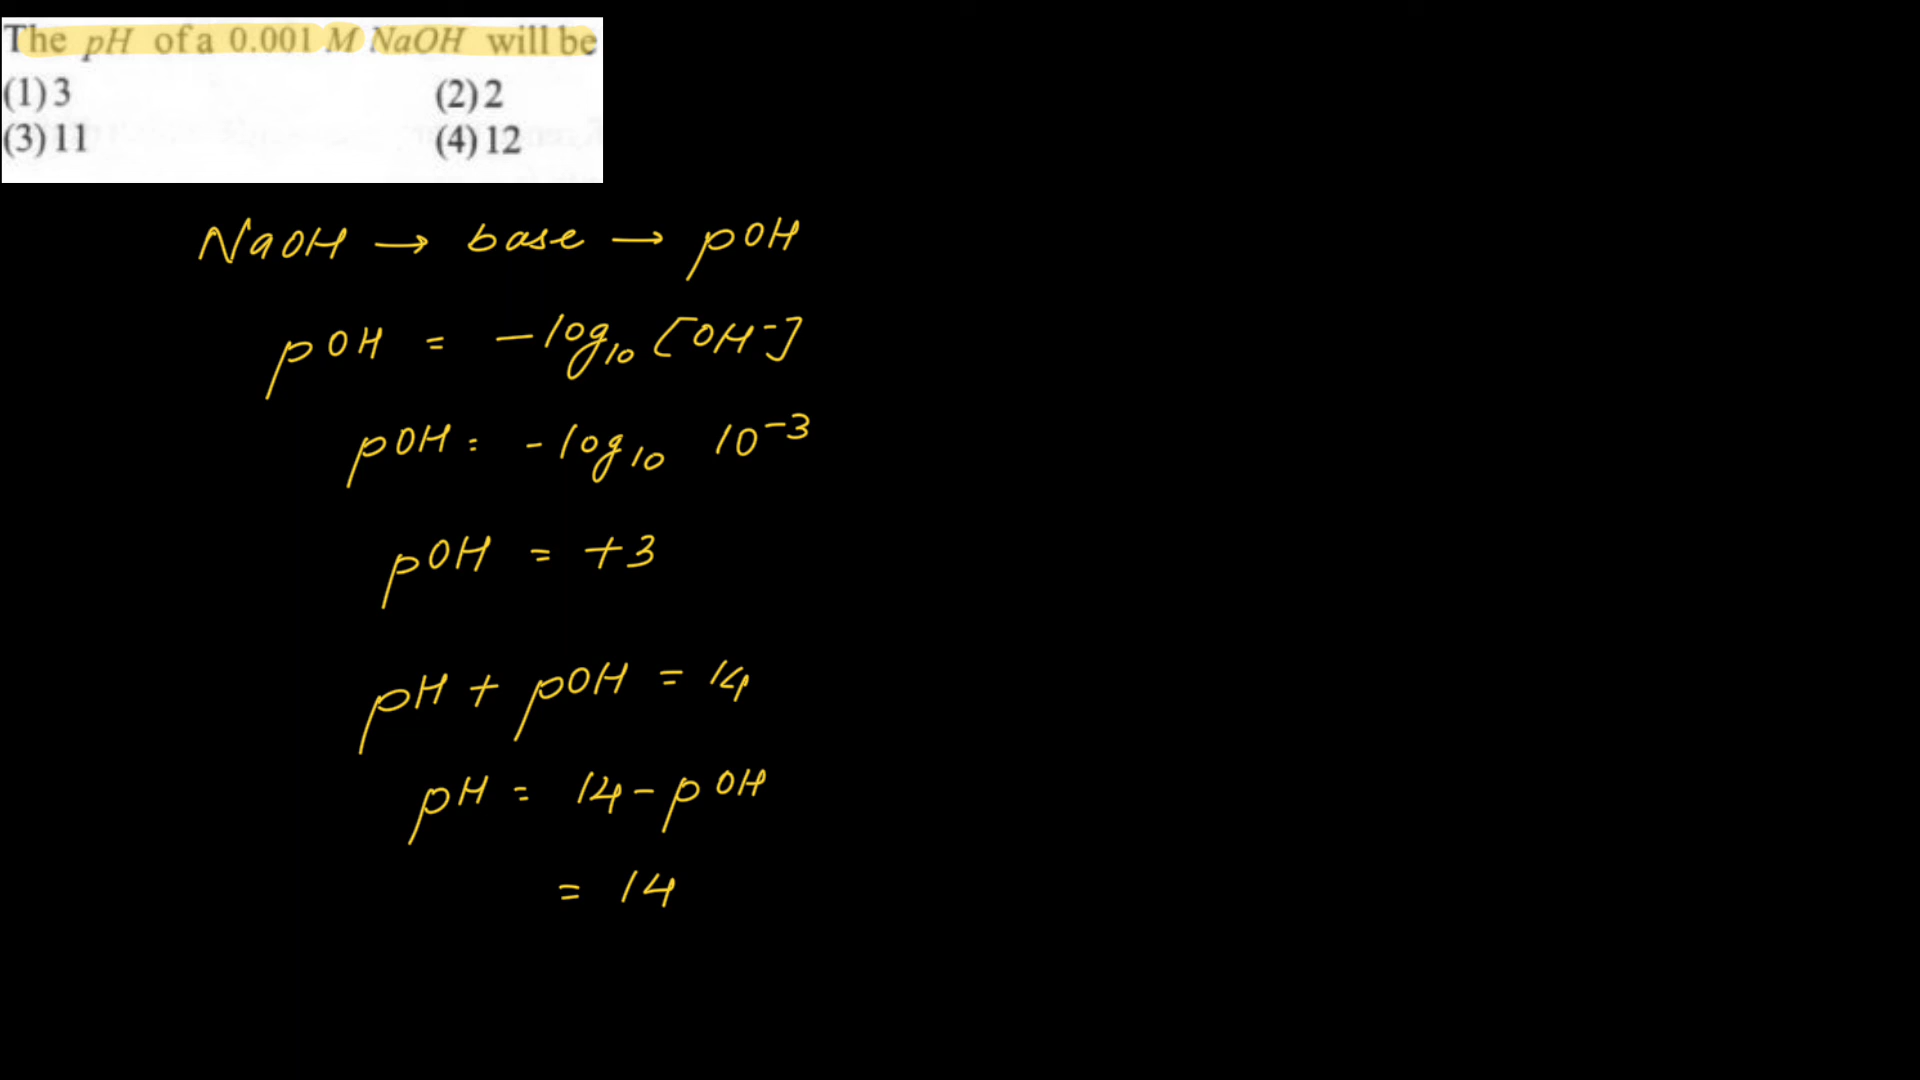 The pH of a 0.001 M NaOH will be
(1) 3 (2) 2
(3) 11 (4) 12
NaOH → base → pOH
pOH = -log₁₀ [OH⁻]
pOH = -log₁₀ 10⁻³
pOH = +3
pH + pOH = 14
pH = 14 - pOH
= 14